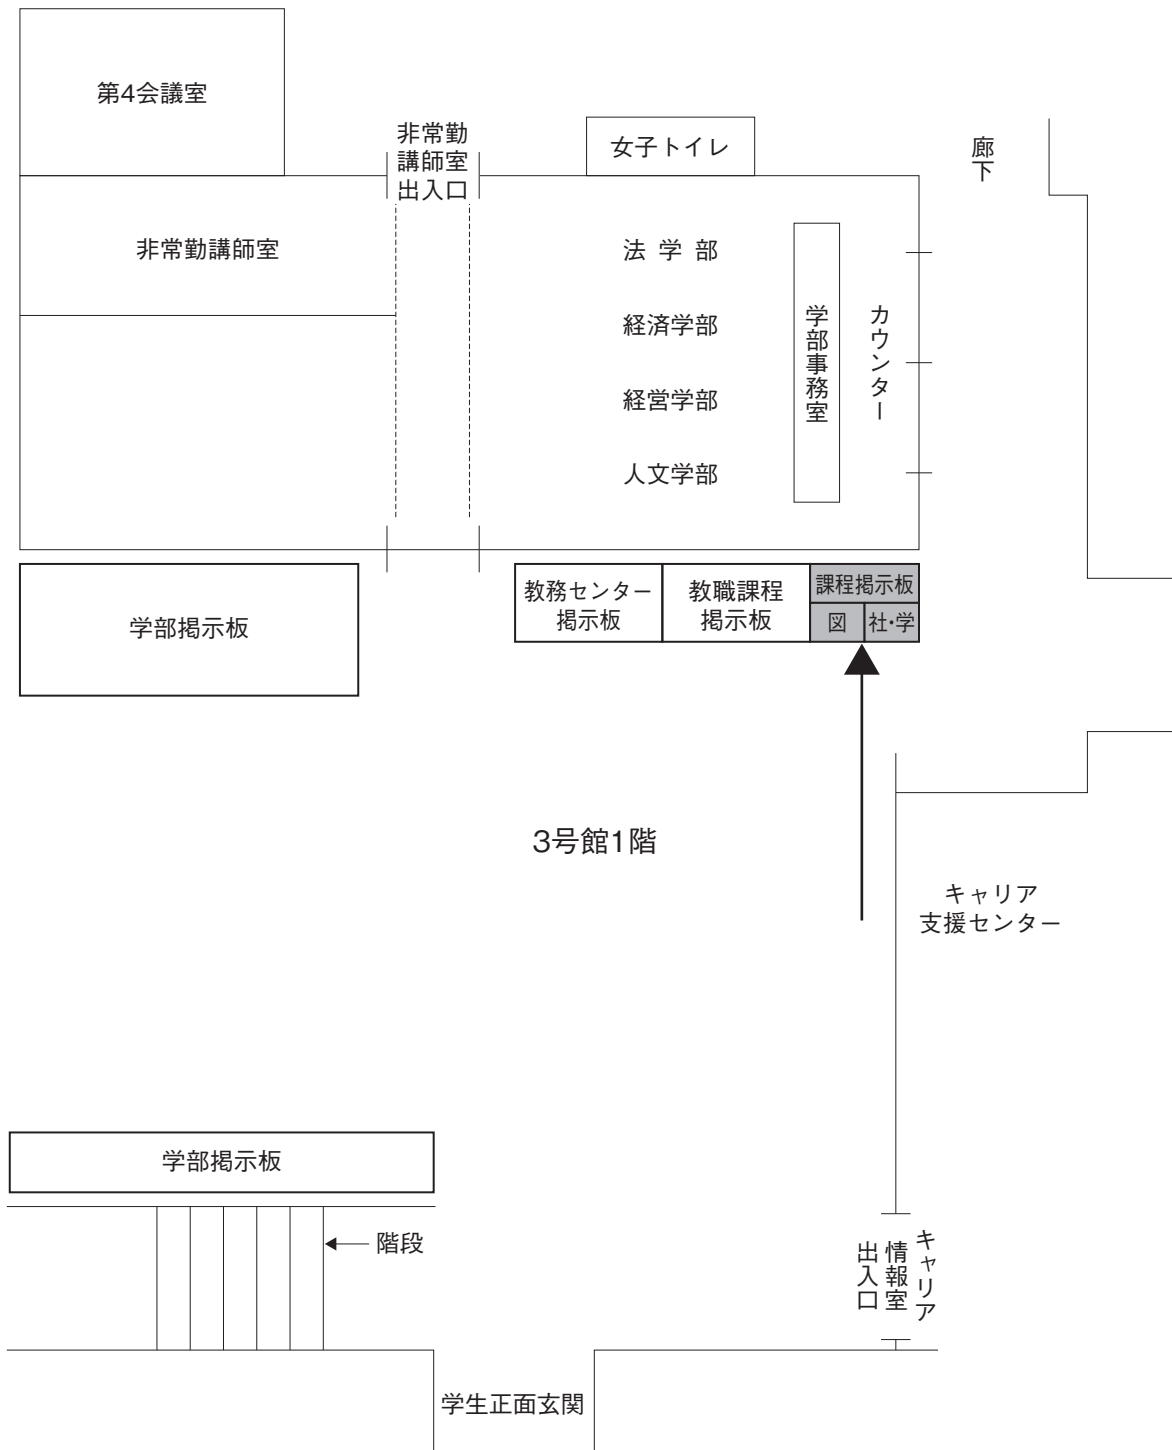 第4会議室
非常勤
講師室
出入口
女子トイレ
廊下
非常勤講師室
法学部
経済学部
経営学部
人文学部
学部事務室
カウンター
学部掲示板
教務センター
掲示板
教職課程
掲示板
課程掲示板
図
社・学
3号館1階
キャリア
支援センター
学部掲示板
階段
キャリア
情報室
出入口
学生正面玄関